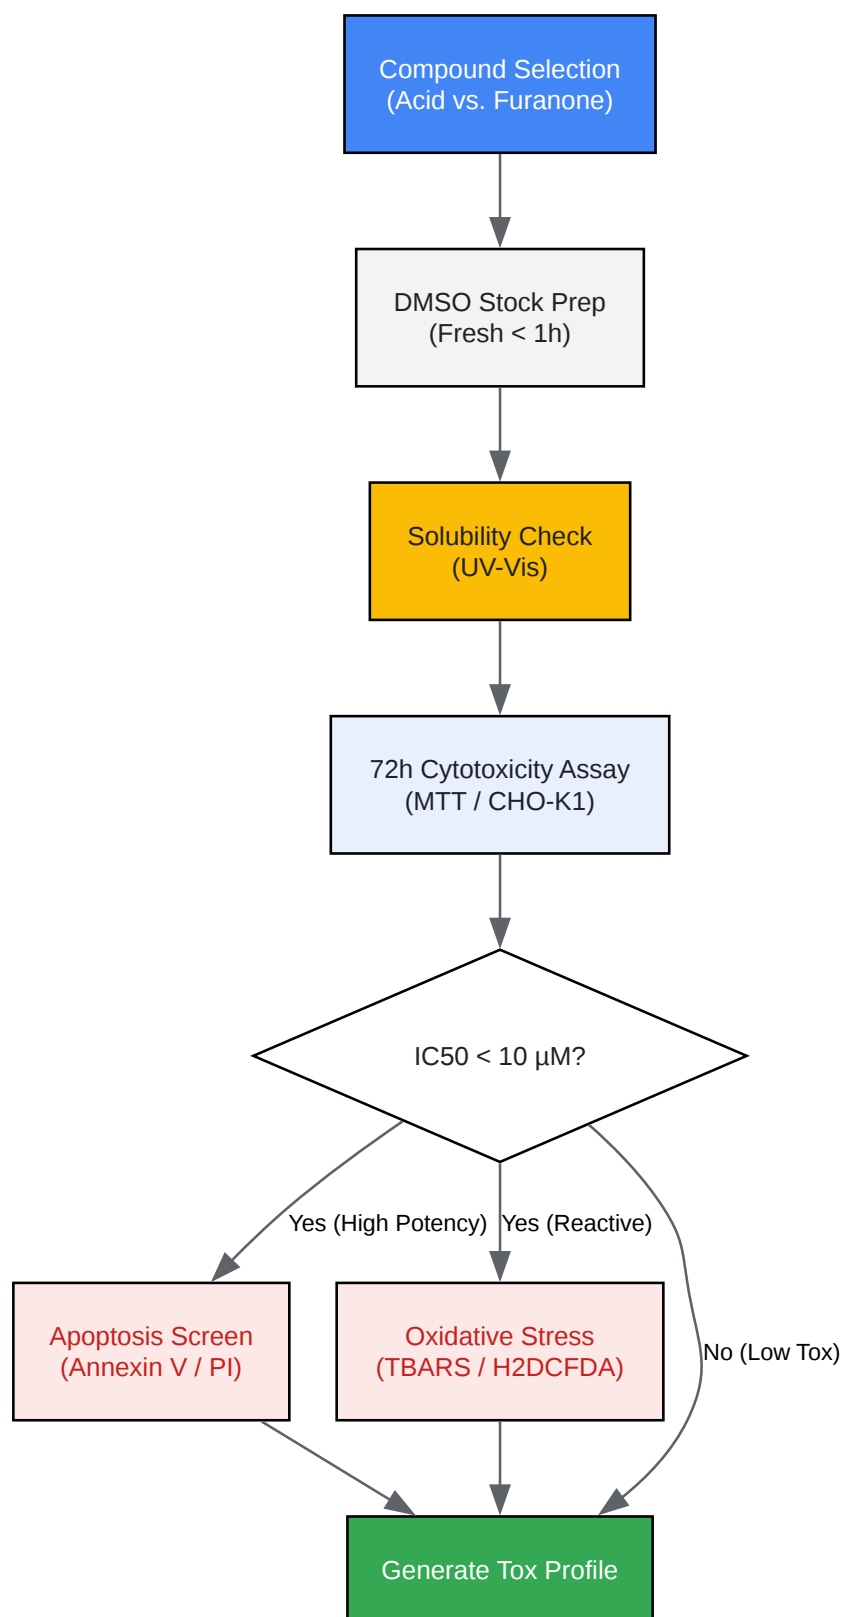 Compound Selection
(Acid vs. Furanone)
DMSO Stock Prep
(Fresh < 1h)
Solubility Check
(UV-Vis)
72h Cytotoxicity Assay
(MTT / CHO-K1)
IC50 < 10 µM?
Yes (High Potency)
Yes (Reactive)
Apoptosis Screen
(Annexin V / PI)
Oxidative Stress
(TBARS / H2DCFDA)
No (Low Tox)
Generate Tox Profile